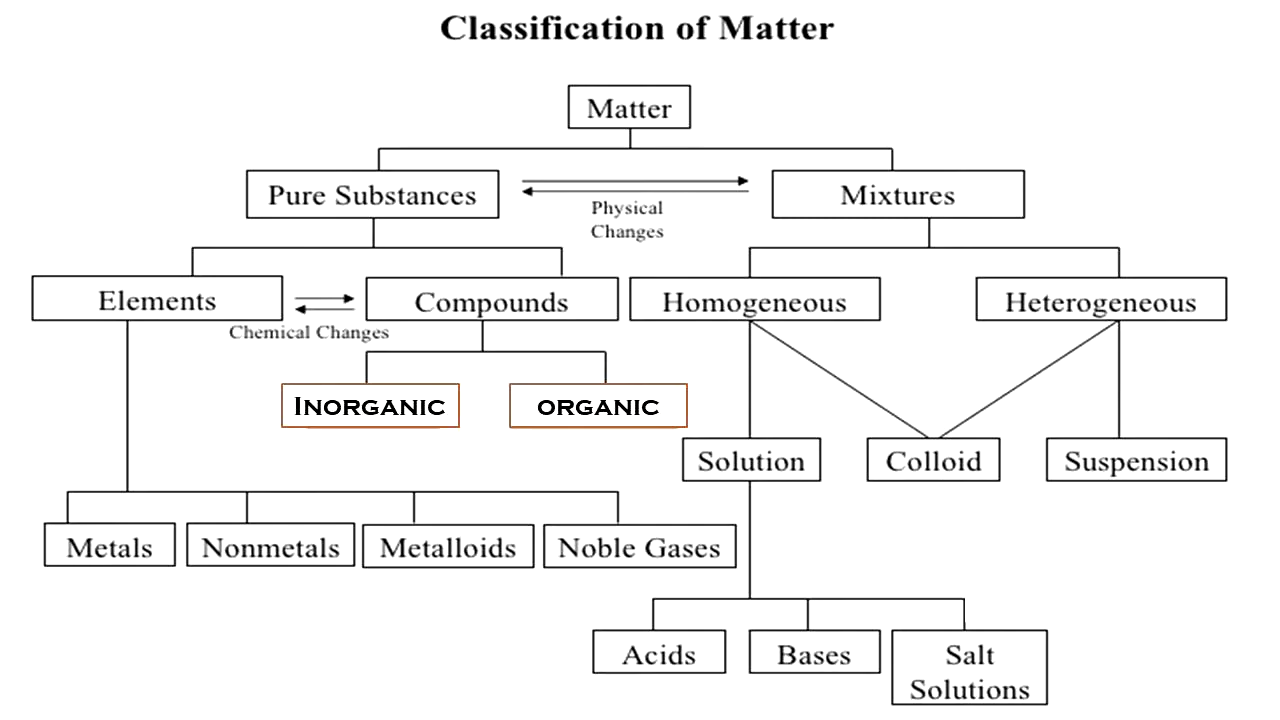 Classification of Matter
Matter
Pure Substances
Mixtures
Physical
Changes
Elements
Compounds
Homogeneous
Heterogeneous
Chemical Changes
INORGANIC
ORGANIC
Solution
Colloid
Suspension
Metals
Nonmetals
Metalloids
Noble Gases
Acids
Bases
Salt
Solutions